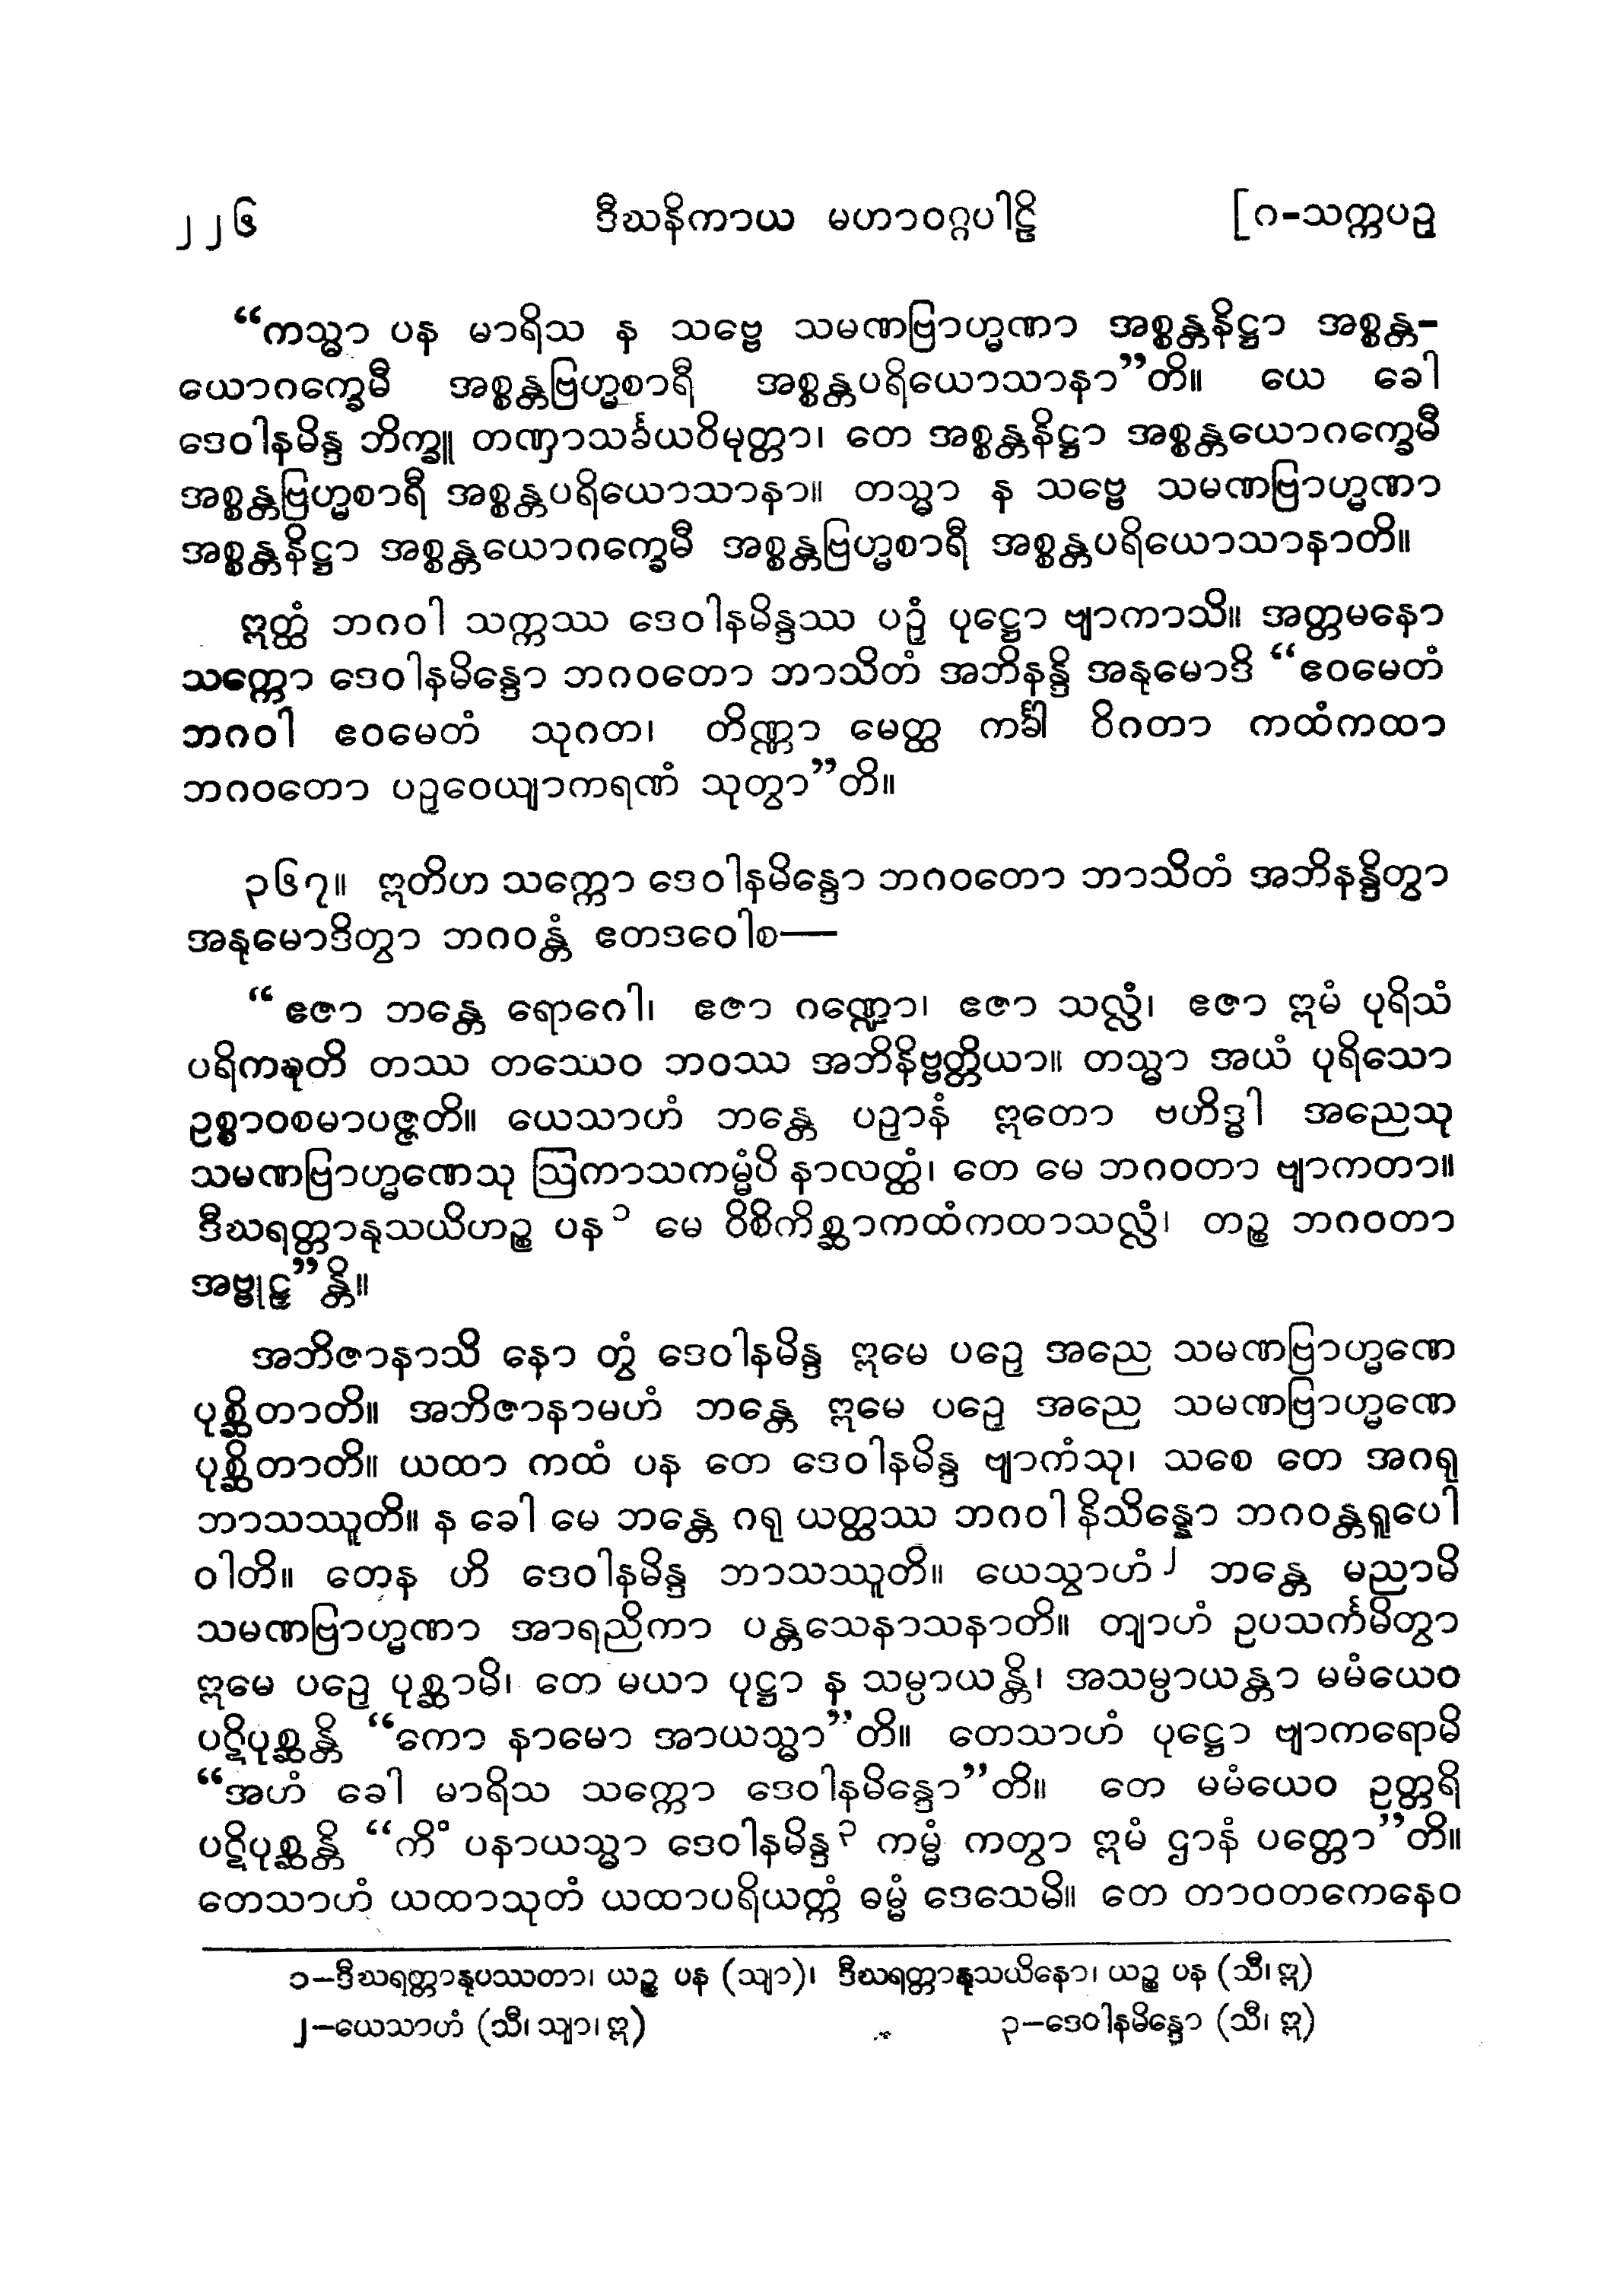 ၂၂၆ ဒီဃနိကာယ မဟာဝဂ္ဂပါဠိ [ဂ-သက္ကပဉှ
“ကသ္မာ ပန မာရိသ န သဗ္ဗေ သမဏဗြာဟ္မဏာ အစ္စန္တနိဋ္ဌာ အစ္စန္တ-
ယောဂက္ခေမီ အစ္စန္တဗြဟ္မစာရီ အစ္စန္တပရိယောသာနာ”တိ။ ယေ ခေါ
ဒေဝါနမိန္ဒ ဘိက္ခူ တဏှာသင်္ခယဝိမုတ္တာ၊ တေ အစ္စန္တနိဋ္ဌာ အစ္စန္တယောဂက္ခေမီ
အစ္စန္တဗြဟ္မစာရီ အစ္စန္တပရိယောသာနာ။ တသ္မာ န သဗ္ဗေ သမဏဗြာဟ္မဏာ
အစ္စန္တနိဋ္ဌာ အစ္စန္တယောဂက္ခေမီ အစ္စန္တဗြဟ္မစာရီ အစ္စန္တပရိယောသာနာတိ။
ဣတ္ထံ ဘဂဝါ သက္ကဿ ဒေဝါနမိန္ဒဿ ပဉှံ ပုဋ္ဌော ဗျာကာသိ။ အတ္တမနော
သက္ကော ဒေဝါနမိန္ဒော ဘဂဝတော ဘာသိတံ အဘိနန္ဒိ အနုမောဒိ “ဧဝမေတံ
ဘဂဝါ ဧဝမေတံ သုဂတ၊ တိဏ္ဏာ မေတ္ထ ကင်္ခါ ဝိဂတာ ကထံကထာ
ဘဂဝတော ပဉှဝေယျာကရဏံ သုတွာ”တိ။
၃၆၇။ ဣတိဟ သက္ကော ဒေဝါနမိန္ဒော ဘဂဝတော ဘာသိတံ အဘိနန္ဒိတွာ
အနုမောဒိတွာ ဘဂဝန္တံ ဧတဒဝေါစ—
“ ဧဇာ ဘန္တေ ရောဂေါ၊ ဧဇာ ဂဏ္ဍော၊ ဧဇာ သလ္လံ၊ ဧဇာ ဣမံ ပုရိသံ
ပရိကဍ္ဎတိ တဿ တဿေဝ ဘဝဿ အဘိနိဗ္ဗတ္တိယာ။ တသ္မာ အယံ ပုရိသော
ဥစ္စာဝစမာပဇ္ဇတိ။ ယေသာဟံ ဘန္တေ ပဉှာနံ ဣတော ဗဟိဒ္ဓါ အညေသု
သမဏဗြာဟ္မဏေသု ဩကာသကမ္မံပိ နာလတ္ထံ၊ တေ မေ ဘဂဝတာ ဗျာကတာ။
ဒီဃရတ္တာနုသယိဟဉ္စ ပန ၁ မေ ဝိစိကိစ္ဆာကထံကထာသလ္လံ၊ တဉ္စ ဘဂဝတာ
အဗ္ဗုဠှ”န္တိ။
အဘိဇာနာသိ နော တွံ ဒေဝါနမိန္ဒ ဣမေ ပဉှေ အညေ သမဏဗြာဟ္မဏေ
ပုစ္ဆိတာတိ။ အဘိဇာနာမဟံ ဘန္တေ ဣမေ ပဉှေ အညေ သမဏဗြာဟ္မဏေ
ပုစ္ဆိတာတိ။ ယထာ ကထံ ပန တေ ဒေဝါနမိန္ဒ ဗျာကံသု၊ သစေ တေ အဂရု
ဘာသဿူတိ။ န ခေါ မေ ဘန္တေ ဂရု ယတ္ထဿ ဘဂဝါ နိသိန္နော ဘဂဝန္တရူပေါ
ဝါတိ။ တေန ဟိ ဒေဝါနမိန္ဒ ဘာသဿူတိ။ ယေသွာဟံ ၂ ဘန္တေ မညာမိ
သမဏဗြာဟ္မဏာ အာရညိကာ ပန္တသေနာသနာတိ။ တျာဟံ ဥပသင်္ကမိတွာ
ဣမေ ပဉှေ ပုစ္ဆာမိ၊ တေ မယာ ပုဋ္ဌာ န သမ္ပာယန္တိ၊ အသမ္ပာယန္တာ မမံယေဝ
ပဋိပုစ္ဆန္တိ “ကော နာမော အာယသ္မာ”တိ။ တေသာဟံ ပုဋ္ဌော ဗျာကရောမိ
“အဟံ ခေါ မာရိသ သက္ကော ဒေဝါနမိန္ဒော”တိ။ တေ မမံယေဝ ဥတ္တရိ
ပဋိပုစ္ဆန္တိ “ကိံ ပနာယသ္မာ ဒေဝါနမိန္ဒ ၃ ကမ္မံ ကတွာ ဣမံ ဌာနံ ပတ္တော”တိ။
တေသာဟံ ယထာသုတံ ယထာပရိယတ္တံ ဓမ္မံ ဒေသေမိ။ တေ တာဝတကေနေဝ
၁—ဒီဃရတ္တာနုပဿတာ၊ ယဉ္စ ပန (သျာ)၊ ဒီဃရတ္တာနုသယိနော၊ ယဉ္စ ပန (သီ၊ ဣ)
၂—ယေသာဟံ (သီ၊ သျာ၊ ဣ) ၃—ဒေဝါနမိန္ဒော (သီ၊ ဣ)